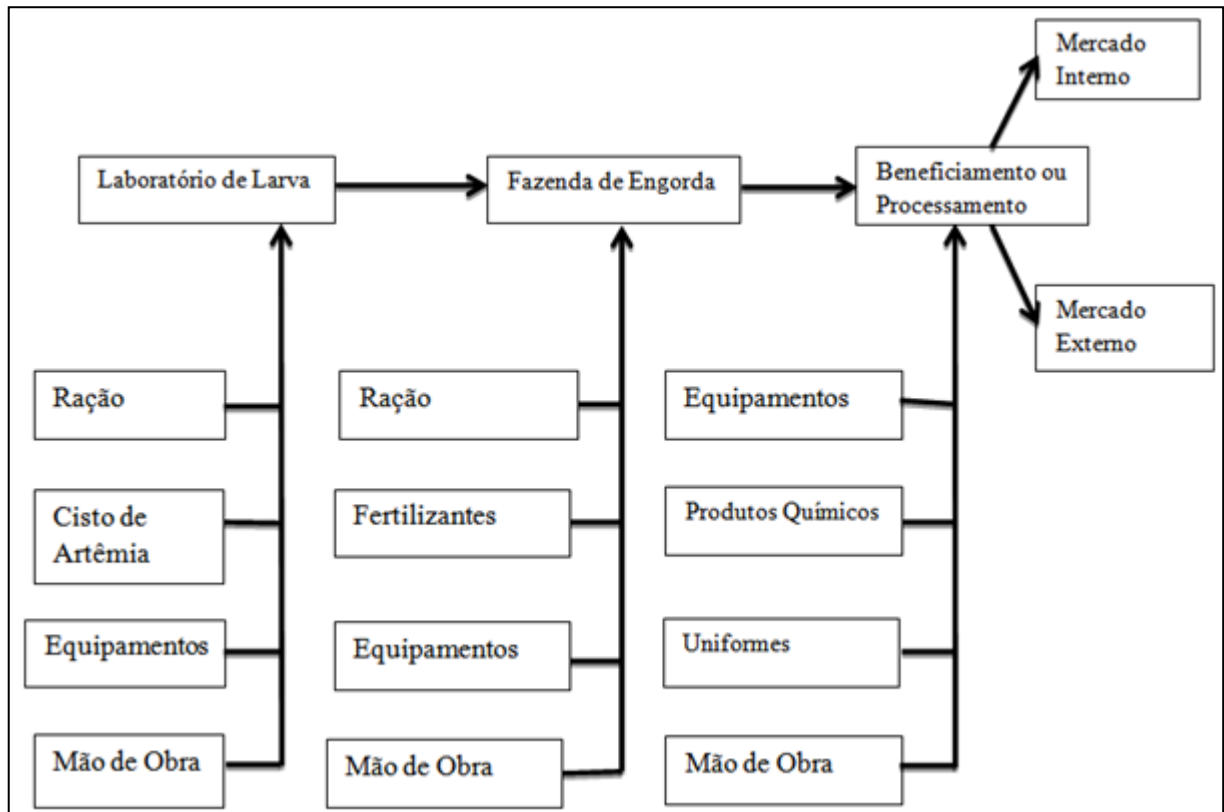 Mercado
Interno
Laboratório de Larva
Fazenda de Engorda
Beneficiamento ou
Processamento
Mercado
Externo
Ração
Cisto de
Artêmia
Equipamentos
Mão de Obra
Ração
Fertilizantes
Equipamentos
Mão de Obra
Equipamentos
Produtos Químicos
Uniformes
Mão de Obra